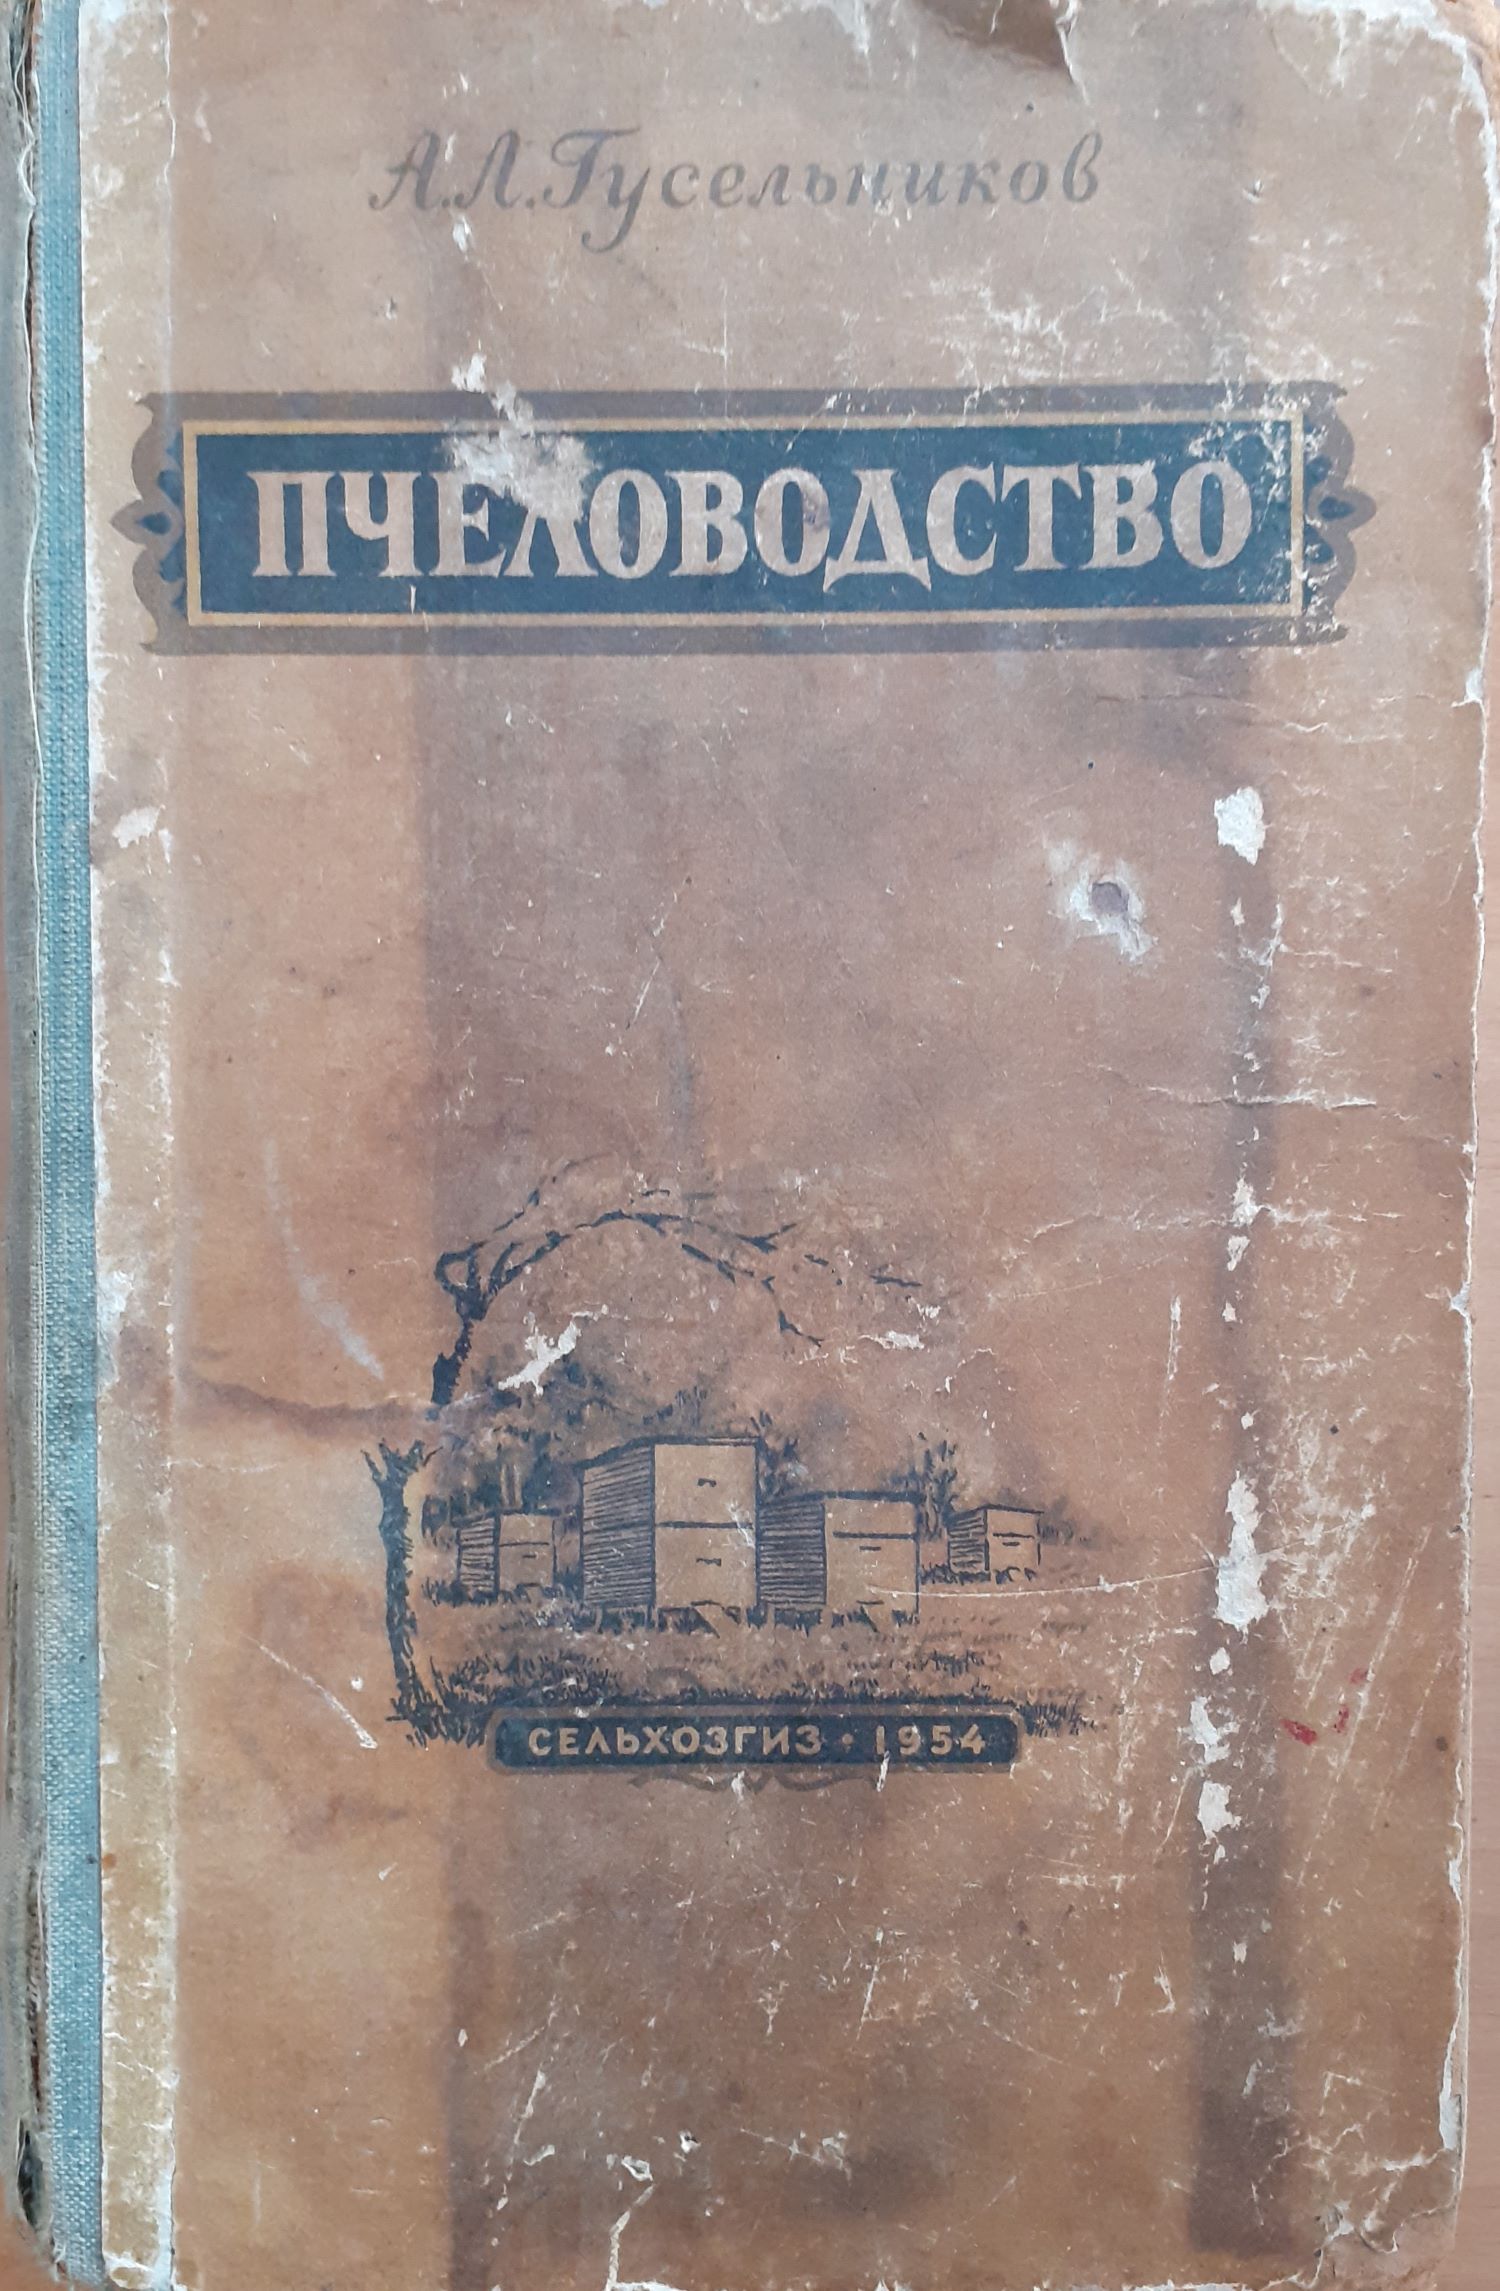 А.Л.Гусельников
ПЧЕЛОВОДСТВО
СЕЛЬХОЗГИЗ • 1954